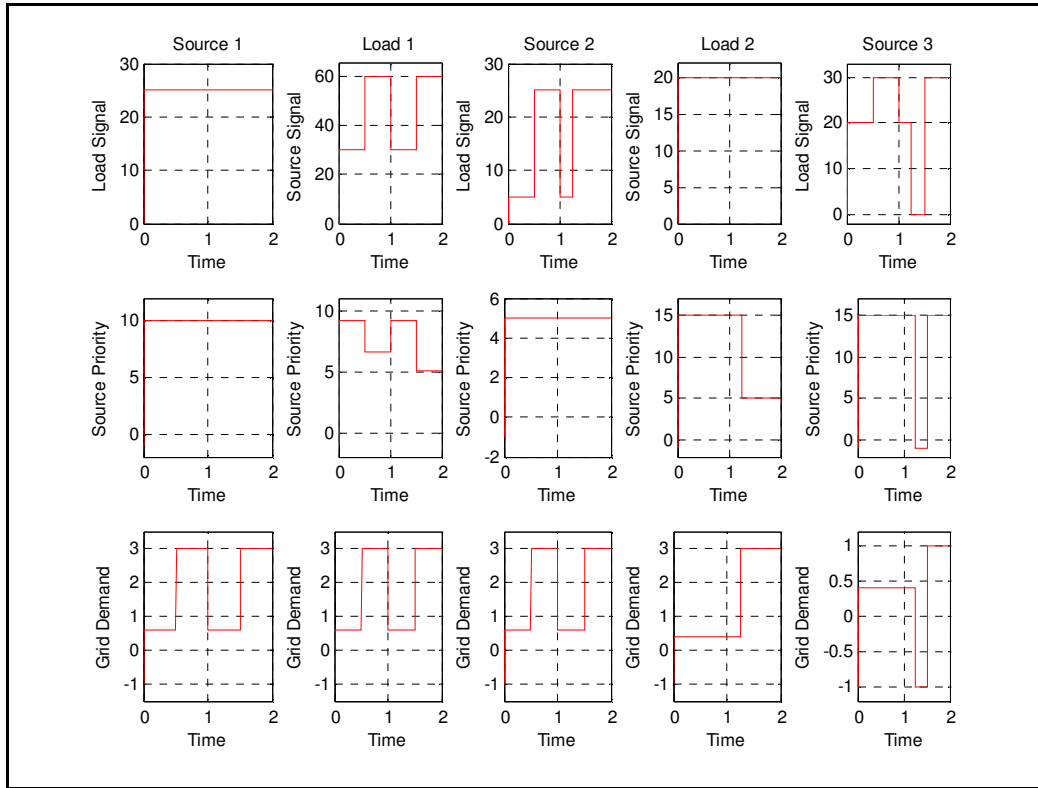 Source 1
Load 1
Source 2
Load 2
Source 3
Load Signal
30
20
10
0
0 1 2
Time
Source Signal
60
40
20
0
0 1 2
Time
Load Signal
30
20
10
0
0 1 2
Time
Source Signal
20
15
10
5
0
0 1 2
Time
Load Signal
30
20
10
0
0 1 2
Time
Source Priority
10
5
0
0 1 2
Time
Source Priority
10
5
0
0 1 2
Time
Source Priority
6
4
2
0
-2
0 1 2
Time
Source Priority
15
10
5
0
0 1 2
Time
Source Priority
15
10
5
0
0 1 2
Time
Grid Demand
3
2
1
0
-1
0 1 2
Time
Grid Demand
3
2
1
0
-1
0 1 2
Time
Grid Demand
3
2
1
0
-1
0 1 2
Time
Grid Demand
3
2
1
0
-1
0 1 2
Time
Grid Demand
1
0.5
0
-0.5
-1
0 1 2
Time